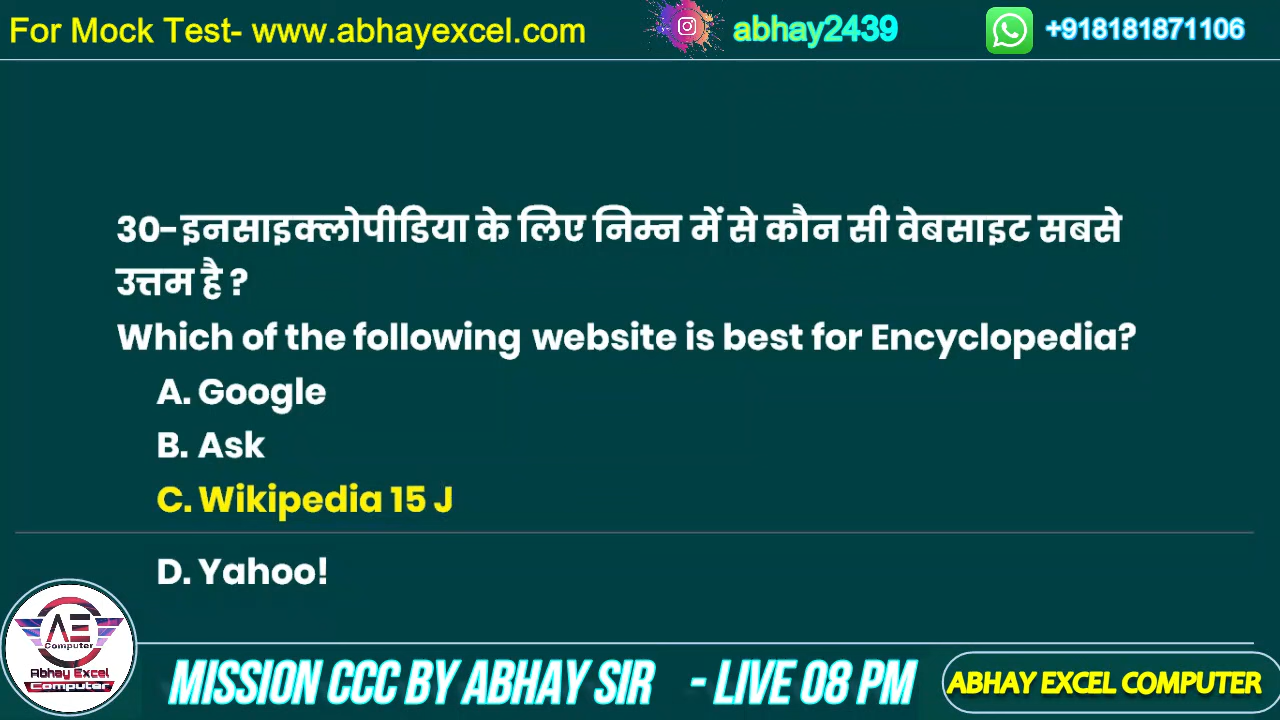 For Mock Test- www.abhayexcel.com abhay2439 +918181871106
30-इनसाइक्लोपीडिया के लिए निम्न में से कौन सी वेबसाइट सबसे
उत्तम है ?
Which of the following website is best for Encyclopedia?
A. Google
B. Ask
C. Wikipedia 15 J
D. Yahoo!
AE
Computer
Abhay Excel
Computer
MISSION CCC BY ABHAY SIR - LIVE 08 PM ABHAY EXCEL COMPUTER